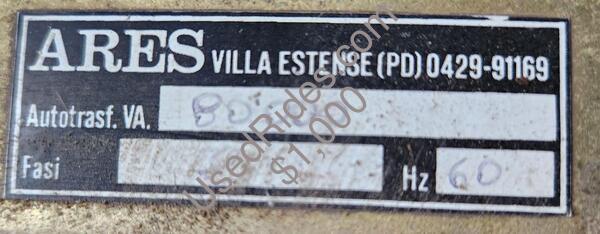 ARES VILLA ESTENSE (PD) 0429-91169
Autotrasf. VA.
Fasi Hz 60
UsedRides.com
$1,000